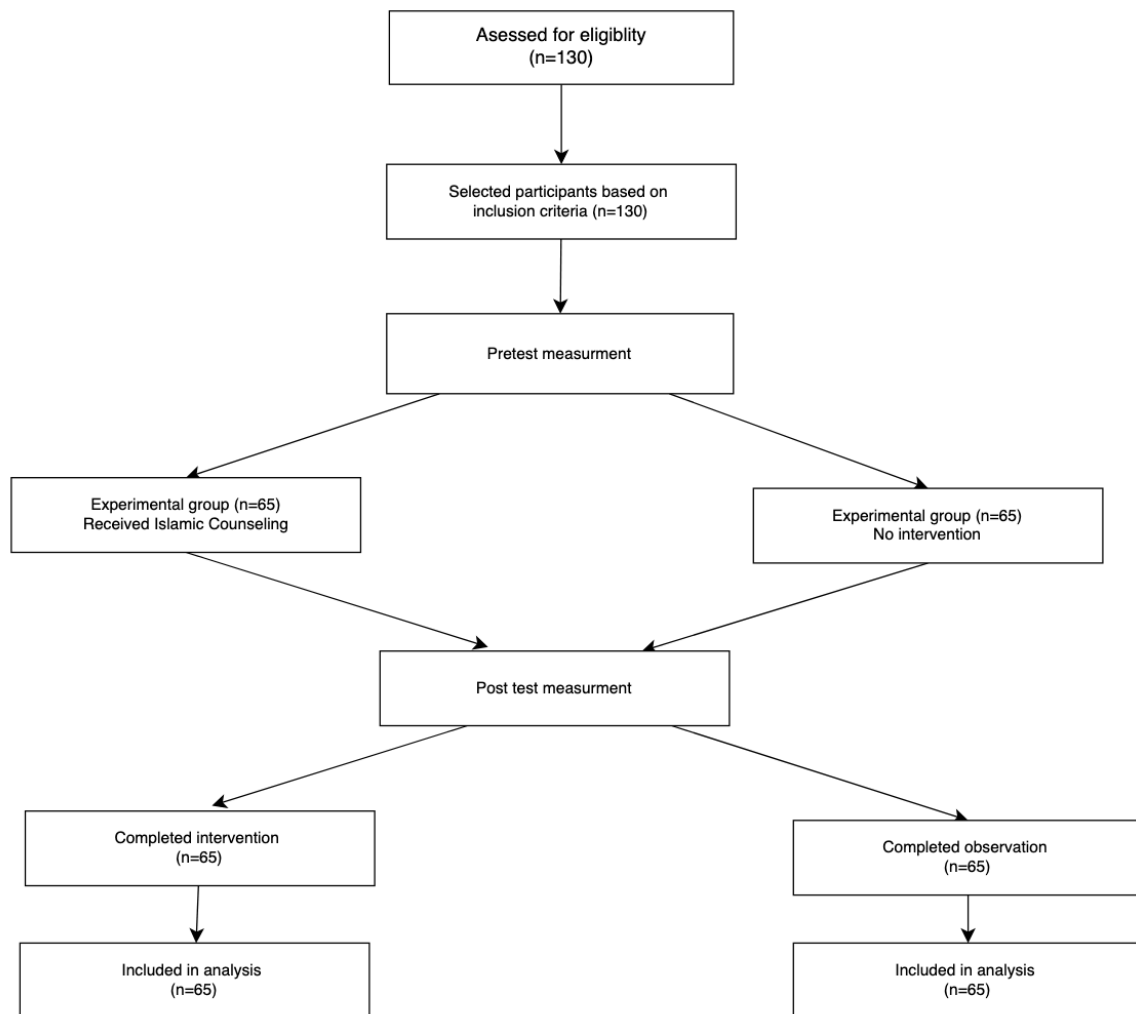 Asessed for eligiblity
(n=130)
Selected participants based on
inclusion criteria (n=130)
Pretest measurment
Experimental group (n=65)
Received Islamic Counseling
Experimental group (n=65)
No intervention
Post test measurment
Completed intervention
(n=65)
Completed observation
(n=65)
Included in analysis
(n=65)
Included in analysis
(n=65)